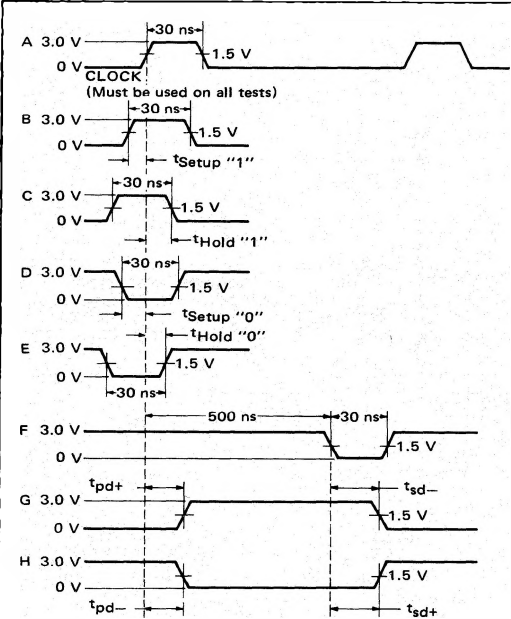 30 ns
A 3.0 V
1.5 V
0 V
CLOCK
(Must be used on all tests)
30 ns
B 3.0 V
1.5 V
0 V
tSetup "1"
30 ns
C 3.0 V
1.5 V
0 V
tHold "1"
30 ns
D 3.0 V
1.5 V
0 V
tSetup "0"
tHold "0"
E 3.0 V
1.5 V
0 V
30 ns
500 ns 30 ns
F 3.0 V
1.5 V
0 V
tpd+ tsd–
G 3.0 V
1.5 V
0 V
H 3.0 V
1.5 V
0 V
tpd– tsd+